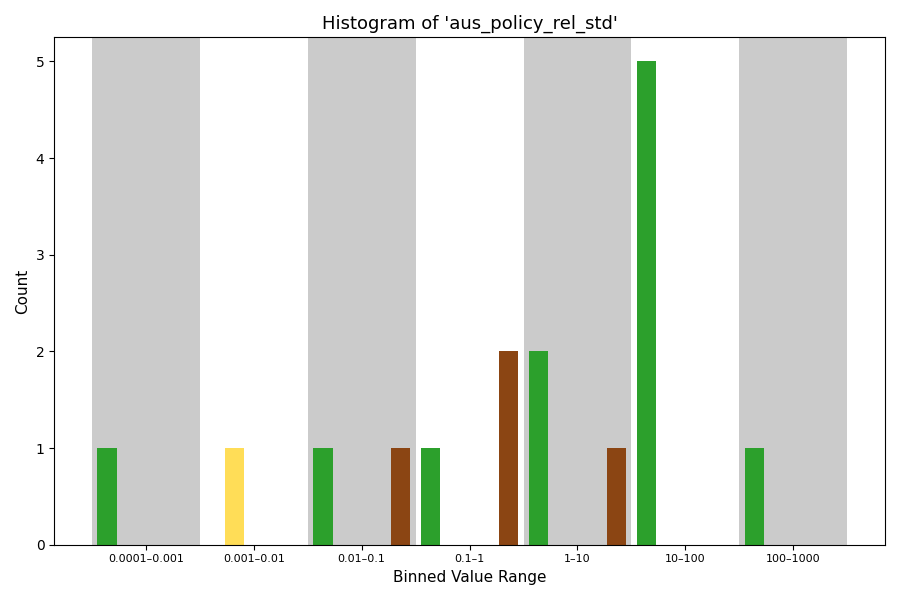 Histogram of 'aus_policy_rel_std'
5
4
3
2
1
0
Count
0.0001–0.001 0.001–0.01 0.01–0.1 0.1–1 1–10 10–100 100–1000
Binned Value Range